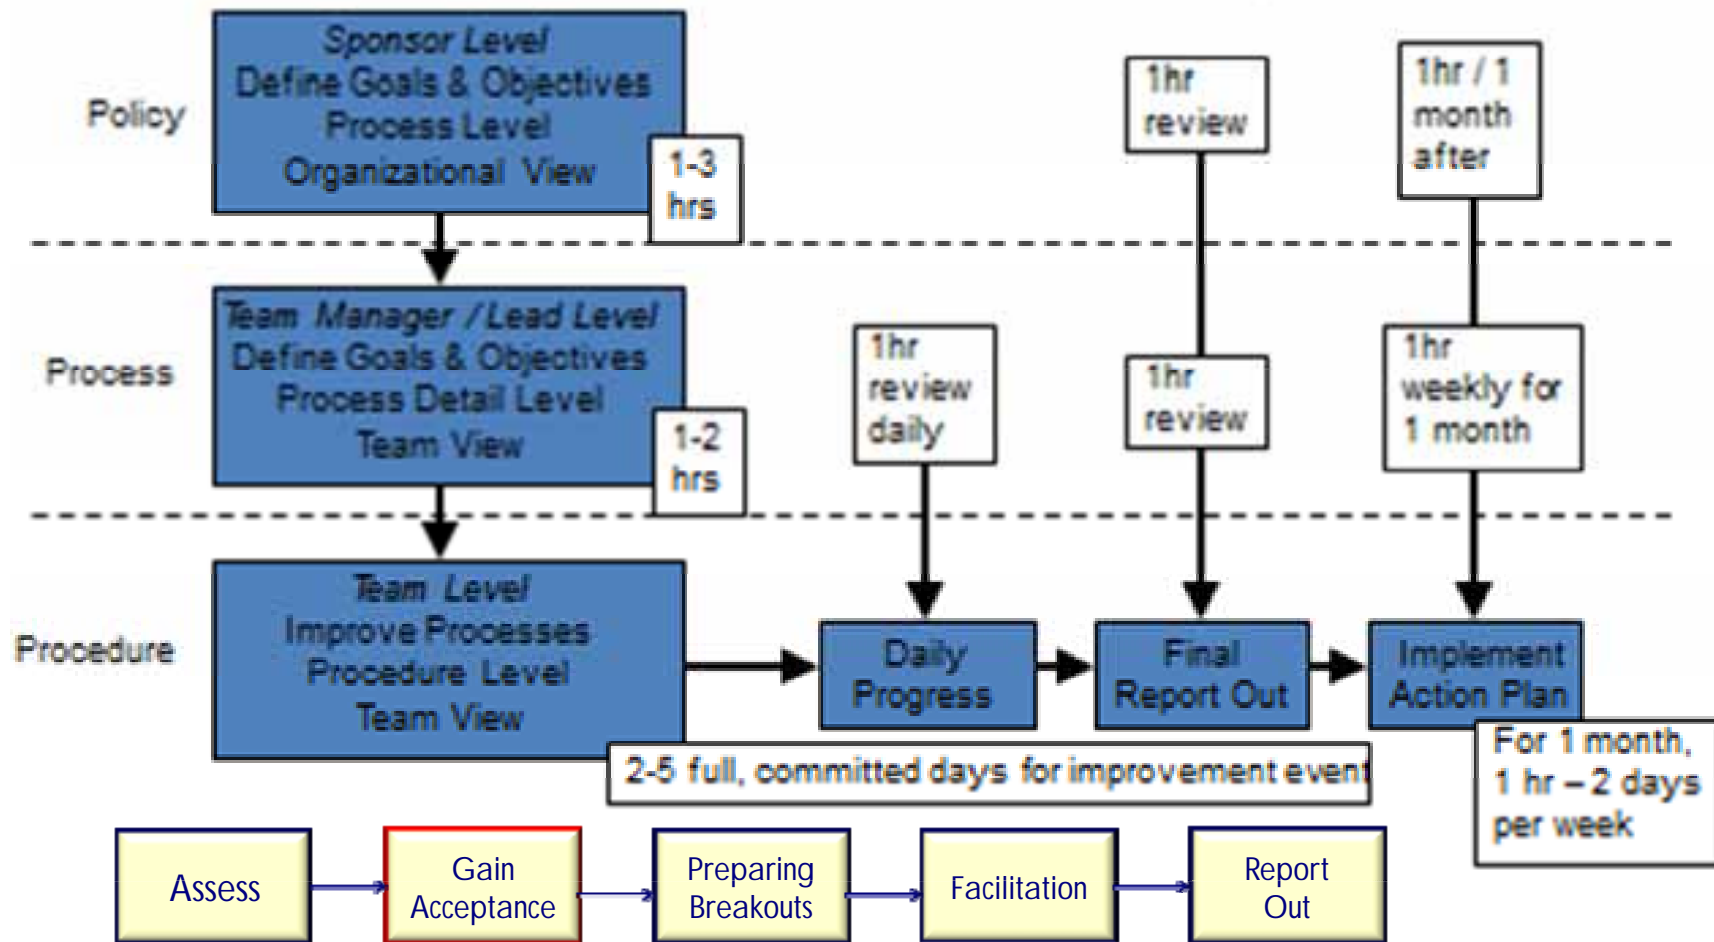 Policy
Sponsor Level
Define Goals & Objectives
Process Level
Organizational View
1-3
hrs
1hr
review
1hr / 1
month
after
Process
Team Manager / Lead Level
Define Goals & Objectives
Process Detail Level
Team View
1-2
hrs
1hr
review
daily
1hr
review
1hr
weekly for
1 month
Procedure
Team Level
Improve Processes
Procedure Level
Team View
Daily
Progress
Final
Report Out
Implement
Action Plan
2-5 full, committed days for improvement event
For 1 month,
1 hr – 2 days
per week
Assess
Gain
Acceptance
Preparing
Breakouts
Facilitation
Report
Out